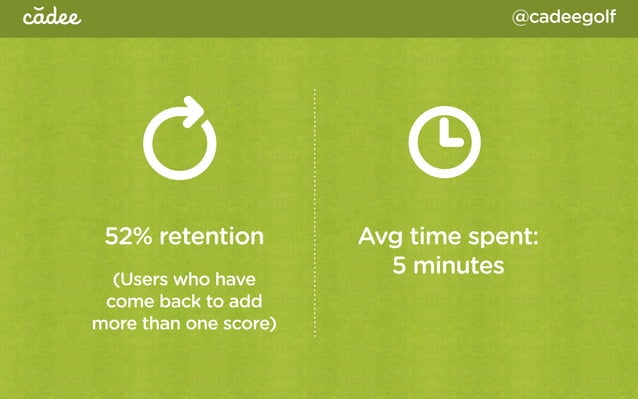 cădee
@cadeegolf
52% retention
(Users who have
come back to add
more than one score)
Avg time spent:
5 minutes